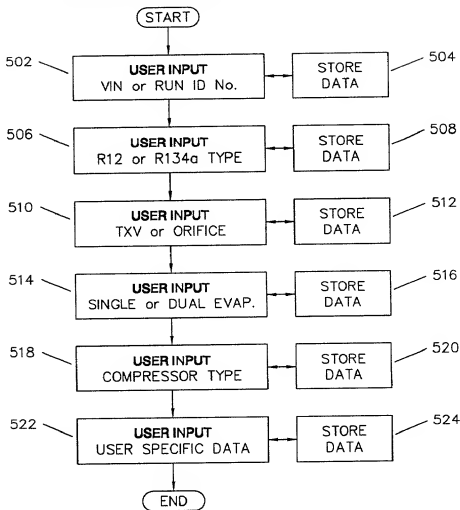 START
502
USER INPUT
VIN or RUN ID No.
STORE
DATA
504
506
USER INPUT
R12 or R134a TYPE
STORE
DATA
508
510
USER INPUT
TXV or ORIFICE
STORE
DATA
512
514
USER INPUT
SINGLE or DUAL EVAP.
STORE
DATA
516
518
USER INPUT
COMPRESSOR TYPE
STORE
DATA
520
522
USER INPUT
USER SPECIFIC DATA
STORE
DATA
524
END